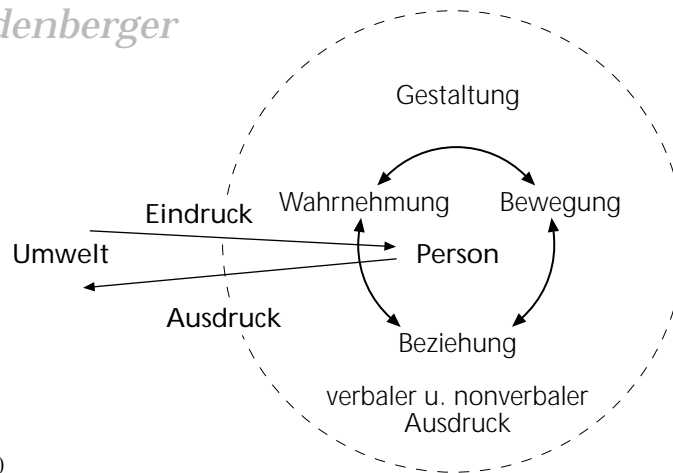 denberger
Gestaltung
Wahrnehmung Bewegung
Eindruck
Umwelt Person
Ausdruck
Beziehung
verbaler u. nonverbaler
Ausdruck
)